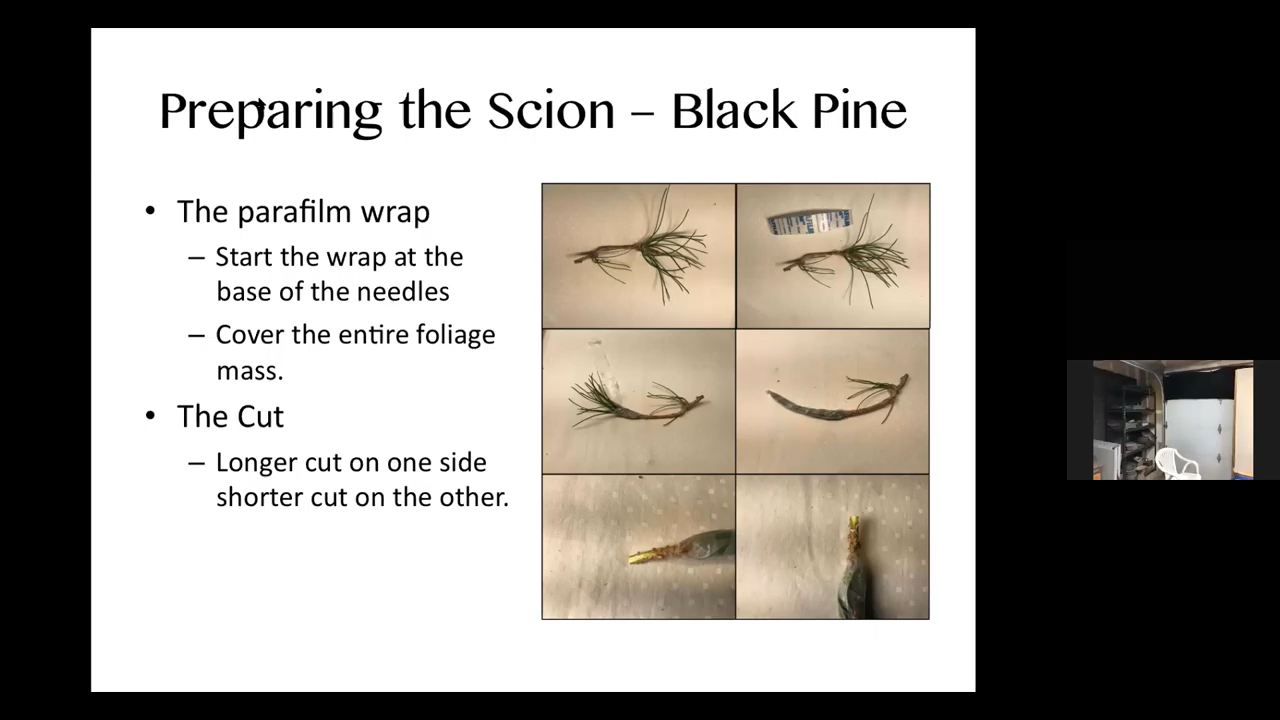 Preparing the Scion – Black Pine
• The parafilm wrap
– Start the wrap at the
base of the needles
– Cover the entire foliage
mass.
• The Cut
– Longer cut on one side
shorter cut on the other.